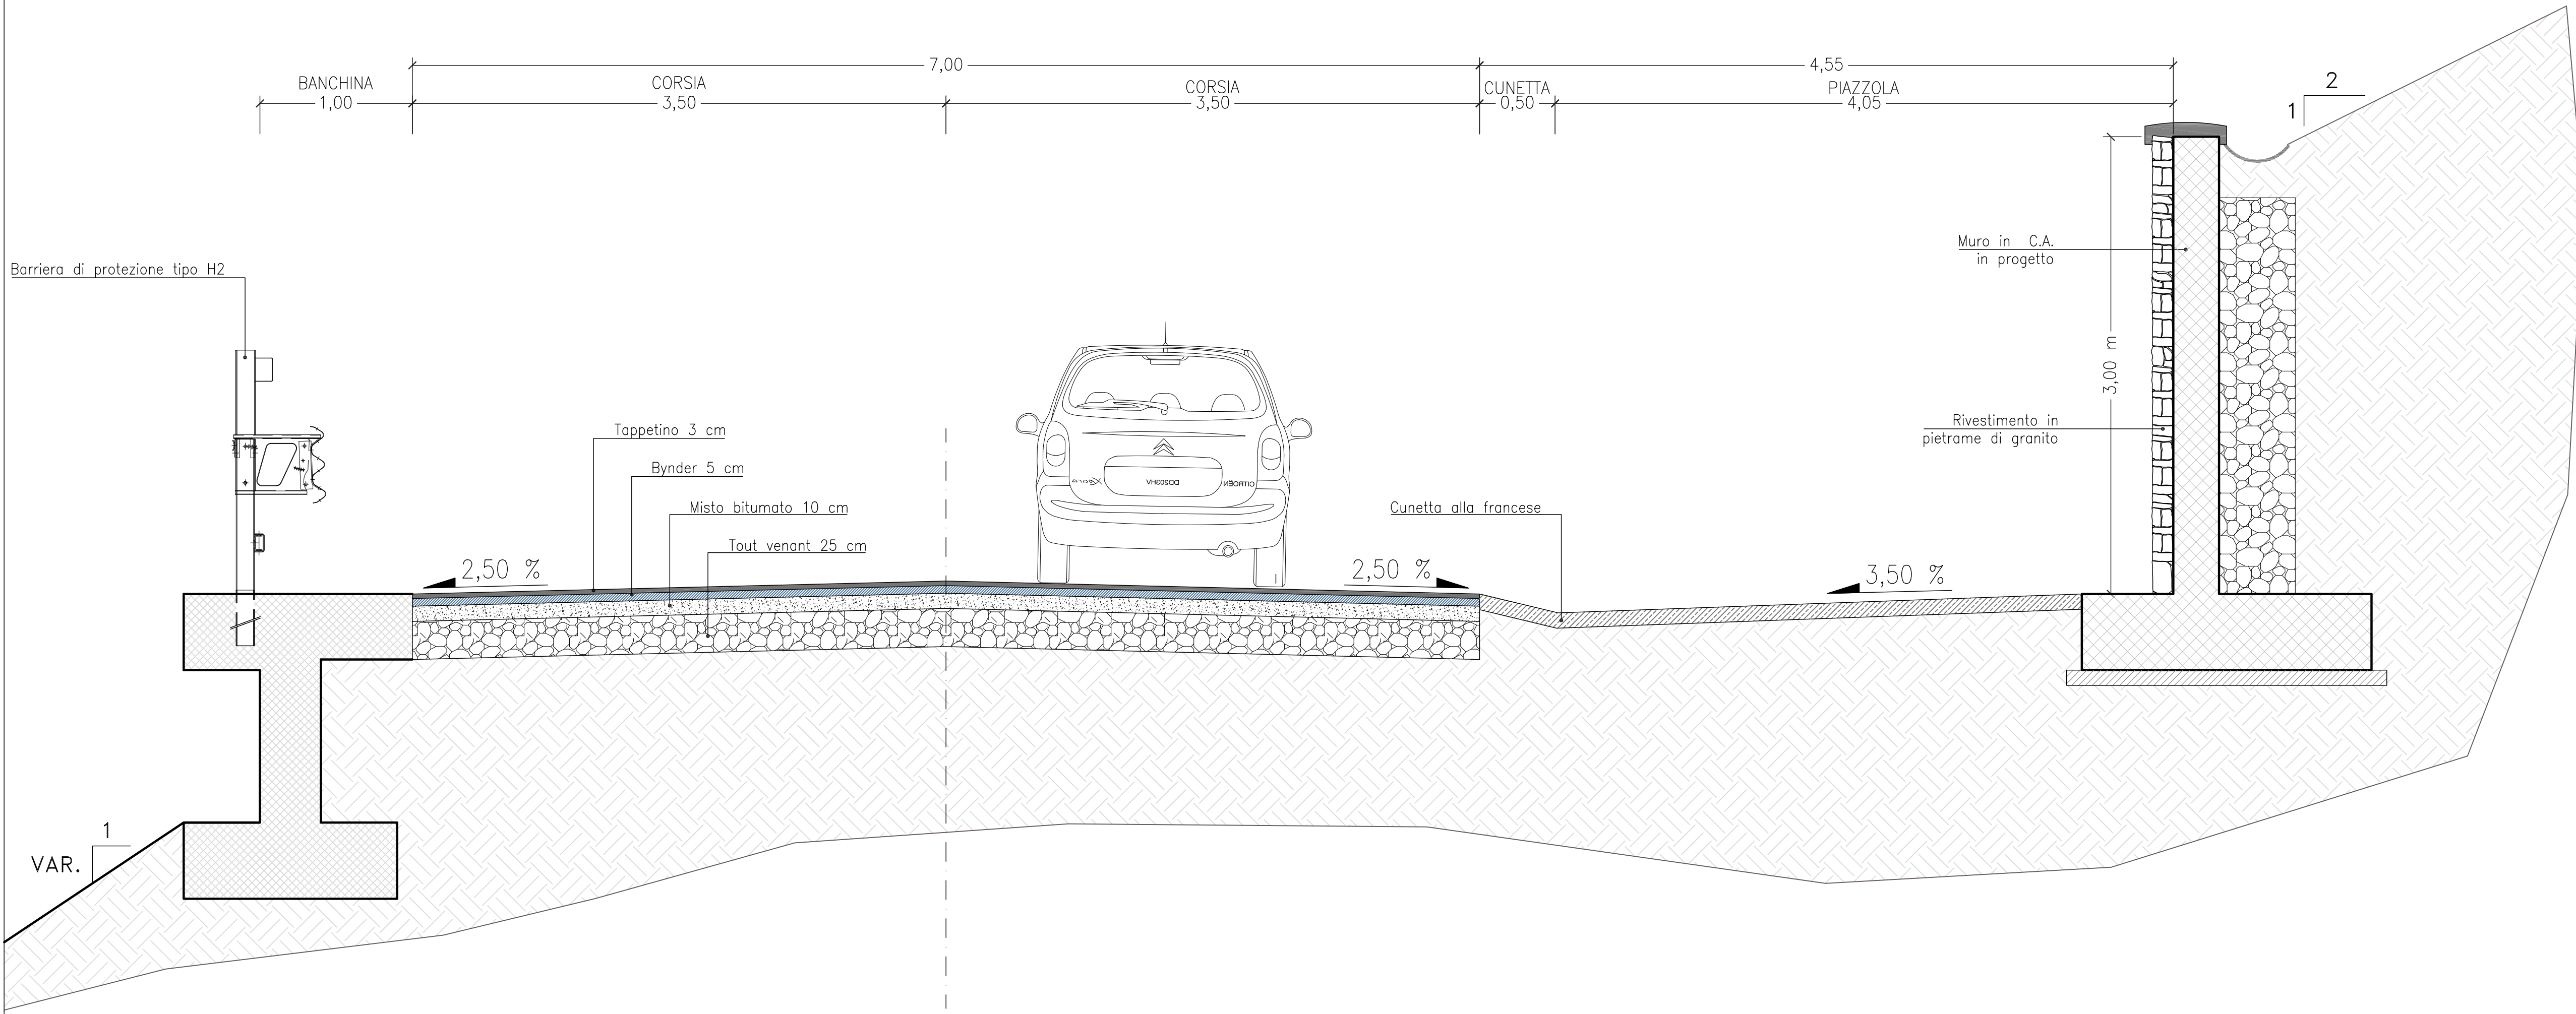 7,00
4,55
BANCHINA
CORSIA
CORSIA
CUNETTA
PIAZZOLA
1,00
3,50
3,50
0,50
4,05
2
1
Muro in C.A.
in progetto
Barriera di protezione tipo H2
3,00 m
Rivestimento in
pietrame di granito
Tappetino 3 cm
Bynder 5 cm
Xsara
DD203HV
CITROËN
Misto bitumato 10 cm
Cunetta alla francese
Tout venant 25 cm
2,50 %
2,50 %
3,50 %
1
VAR.